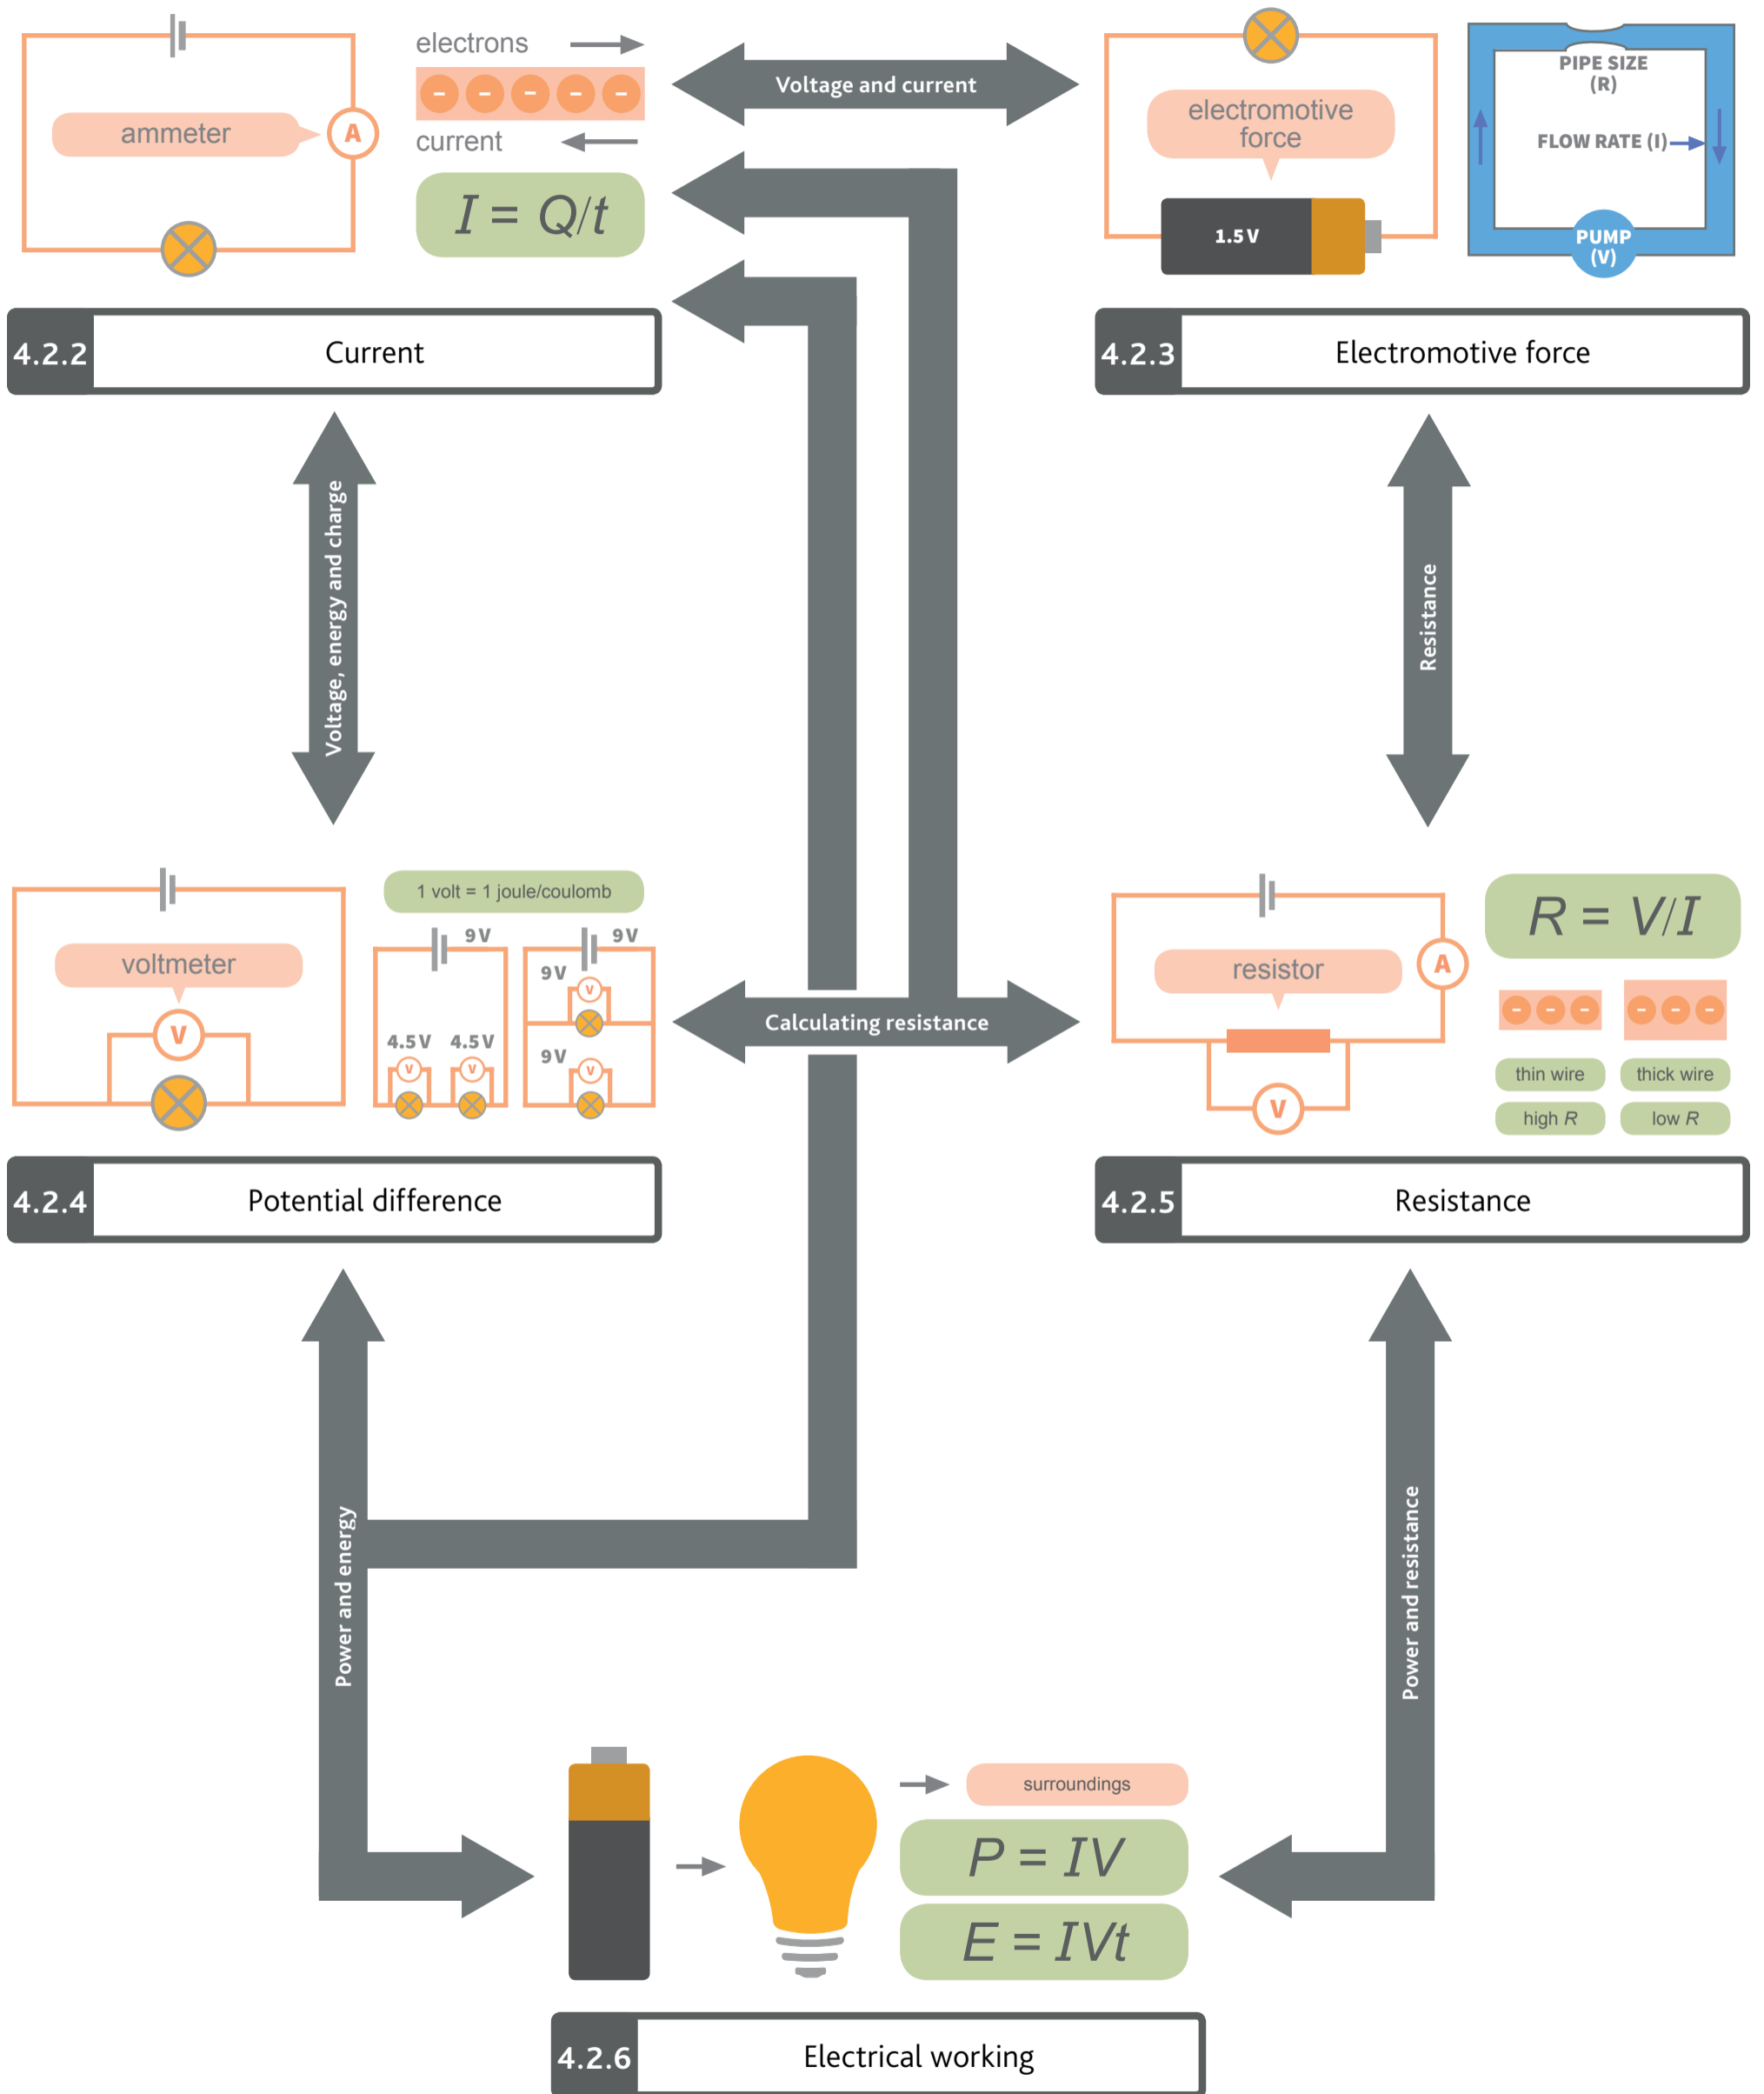 electrons
ammeter
A
- - - - -
current
I = Q/t
4.2.2 Current
Voltage and current
electromotive
force
1.5 V
PIPE SIZE
(R)
FLOW RATE (I)
PUMP
(V)
4.2.3 Electromotive force
Voltage, energy and charge
Resistance
voltmeter
V
1 volt = 1 joule/coulomb
9 V
4.5 V 4.5 V
V V
9 V
9 V
V
9 V
V
4.2.4 Potential difference
Calculating resistance
resistor
A
V
R = V/I
- - - - - -
thin wire thick wire
high R low R
4.2.5 Resistance
Power and energy
Power and resistance
surroundings
P = IV
E = IVt
4.2.6 Electrical working